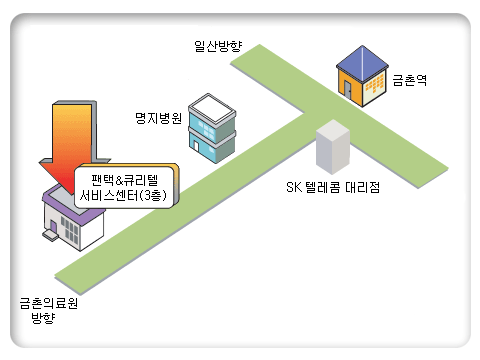 일산방향
금촌역
명지병원
팬택&큐리텔
서비스센터(3층)
SK 텔레콤 대리점
금촌의료원
방향